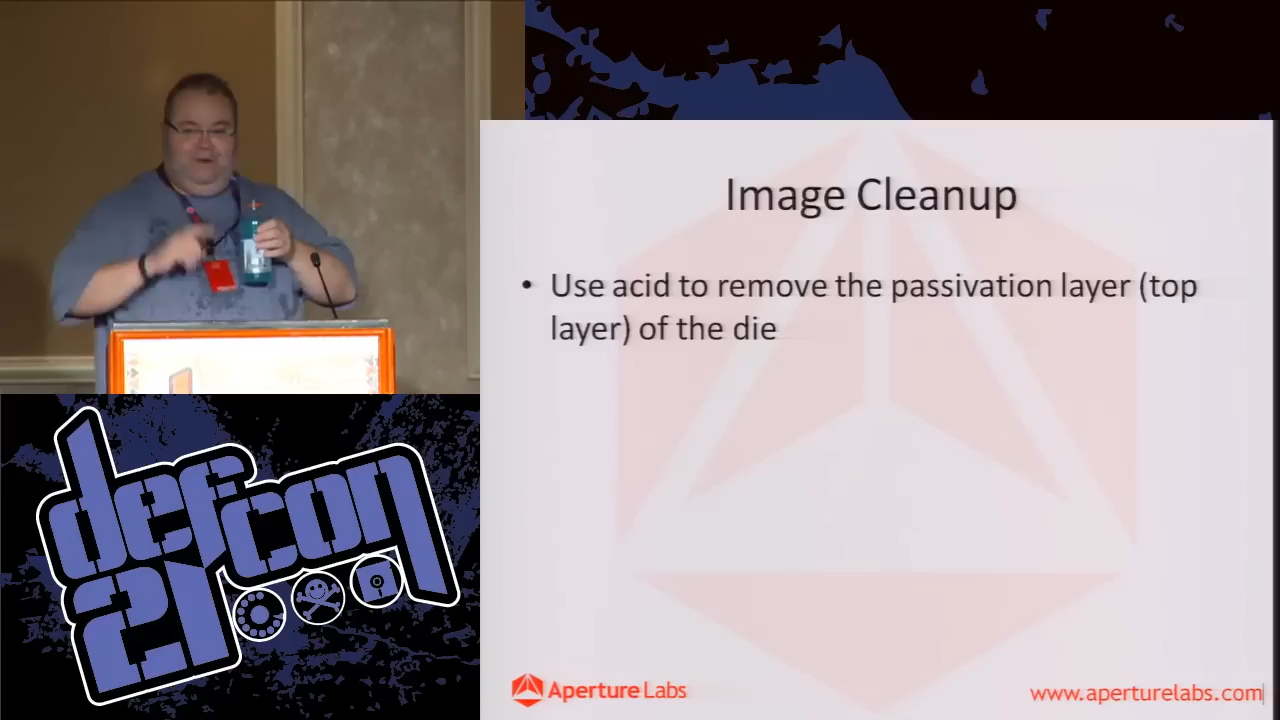 Image Cleanup
• Use acid to remove the passivation layer (top
layer) of the die
defcon
21
Aperture Labs
www.aperturelabs.com